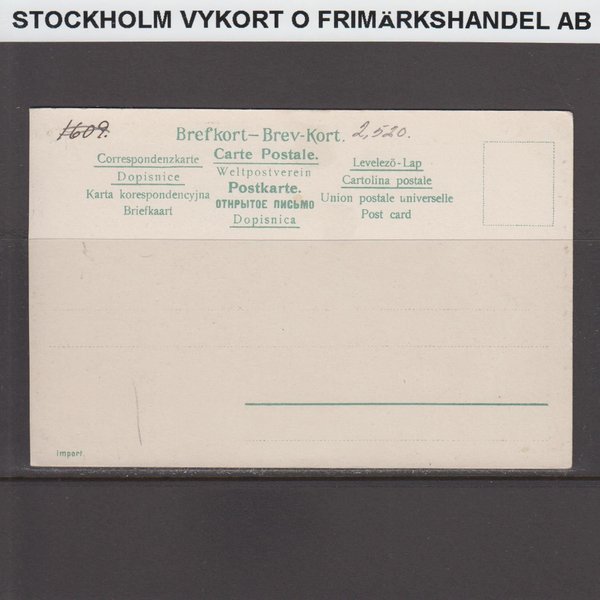 STOCKHOLM VYKORT O FRIMÄRKSHANDEL AB
1609.
Brefkort–Brev-Kort. 2,520.
Correspondenzkarte
Dopisnice
Karta korespondencyjna
Briefkaart
Carte Postale.
Weltpostverein
Postkarte.
ОТКРЫТОЕ ПИСЬМО
Dopisnica
Levelező-Lap
Cartolina postale
Union postale universelle
Post card
Import.